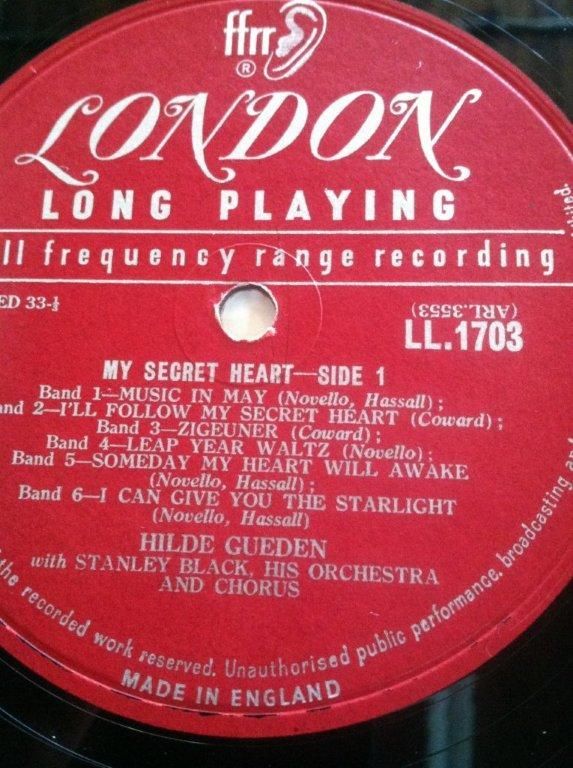 ffrr
®
LONDON
LONG PLAYING
ll frequency range recording
ED 33-⅓
(ARL.3553)
LL.1703
MY SECRET HEART—SIDE 1
Band 1—MUSIC IN MAY (Novello, Hassall);
nd 2—I'LL FOLLOW MY SECRET HEART (Coward);
Band 3—ZIGEUNER (Coward);
Band 4—LEAP YEAR WALTZ (Novello);
Band 5—SOMEDAY MY HEART WILL AWAKE
(Novello, Hassall);
Band 6—I CAN GIVE YOU THE STARLIGHT
(Novello, Hassall)
HILDE GUEDEN
with STANLEY BLACK, HIS ORCHESTRA
AND CHORUS
the recorded work reserved. Unauthorised public performance, broadcasting and
MADE IN ENGLAND